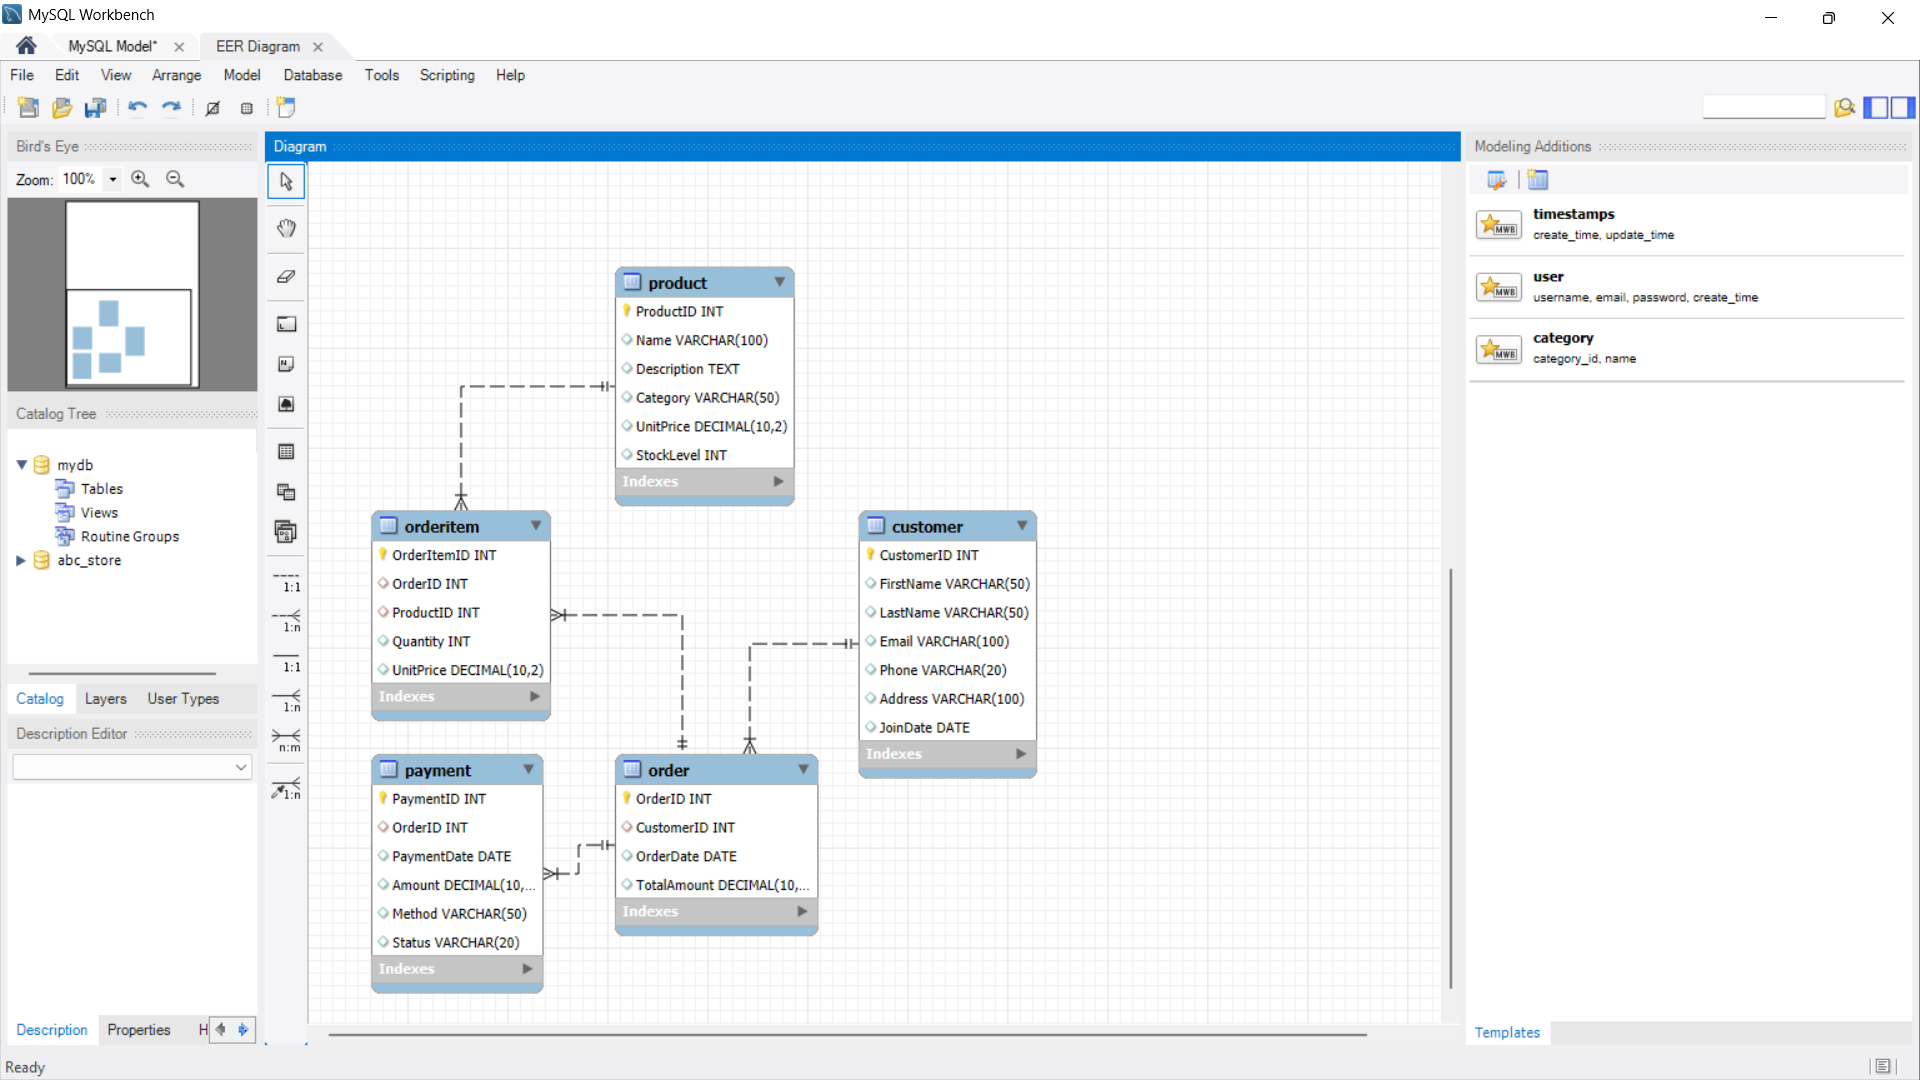 MySQL Workbench
MySQL Model*
EER Diagram
File Edit View Arrange Model Database Tools Scripting Help
Bird's Eye
Zoom: 100%
Catalog Tree
mydb
Tables
Views
Routine Groups
abc_store
Catalog Layers User Types
Description Editor
Description Properties H
Ready
Diagram
1:1
1:n
1:1
1:n
n:m
1:n
product
ProductID INT
Name VARCHAR(100)
Description TEXT
Category VARCHAR(50)
UnitPrice DECIMAL(10,2)
StockLevel INT
Indexes
orderitem
OrderItemID INT
OrderID INT
ProductID INT
Quantity INT
UnitPrice DECIMAL(10,2)
Indexes
customer
CustomerID INT
FirstName VARCHAR(50)
LastName VARCHAR(50)
Email VARCHAR(100)
Phone VARCHAR(20)
Address VARCHAR(100)
JoinDate DATE
Indexes
payment
PaymentID INT
OrderID INT
PaymentDate DATE
Amount DECIMAL(10,...
Method VARCHAR(50)
Status VARCHAR(20)
Indexes
order
OrderID INT
CustomerID INT
OrderDate DATE
TotalAmount DECIMAL(10,...
Indexes
Modeling Additions
MWB
timestamps
create_time, update_time
MWB
user
username, email, password, create_time
MWB
category
category_id, name
Templates